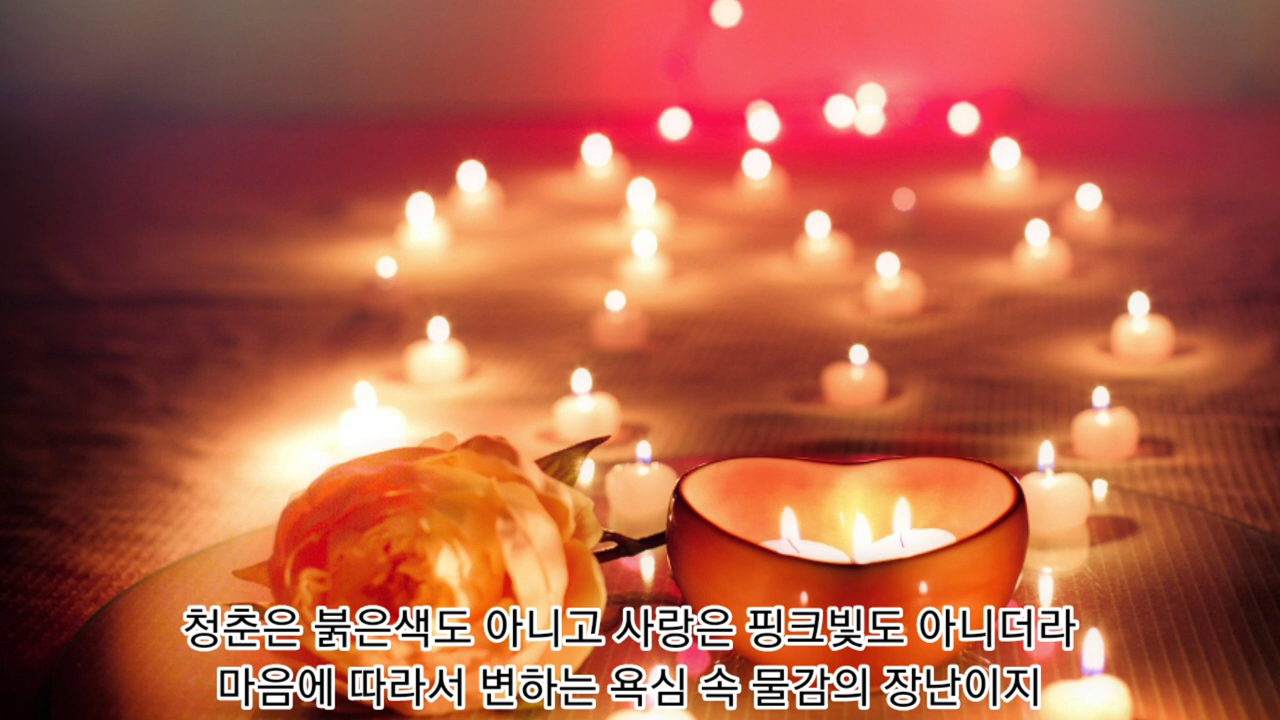 청춘은 붉은색도 아니고 사랑은 핑크빛도 아니더라
마음에 따라서 변하는 욕심 속 물감의 장난이지